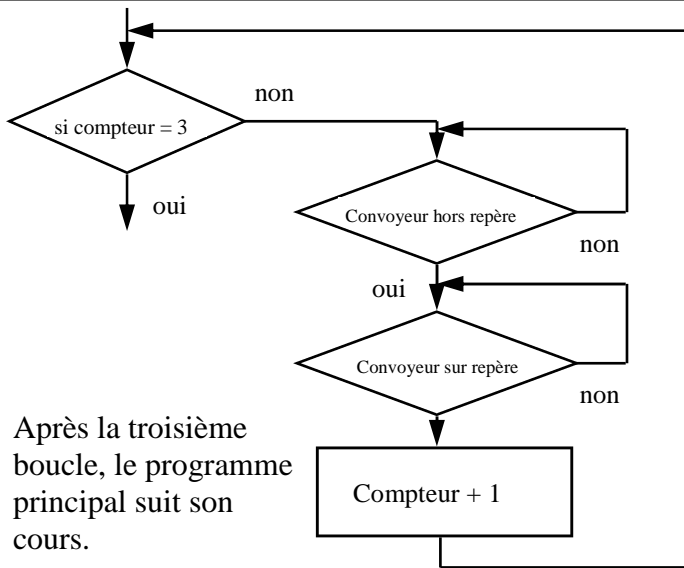 non
si compteur = 3
oui
Convoyeur hors repère
non
oui
Convoyeur sur repère
non
Après la troisième
boucle, le programme
principal suit son
cours.
Compteur + 1